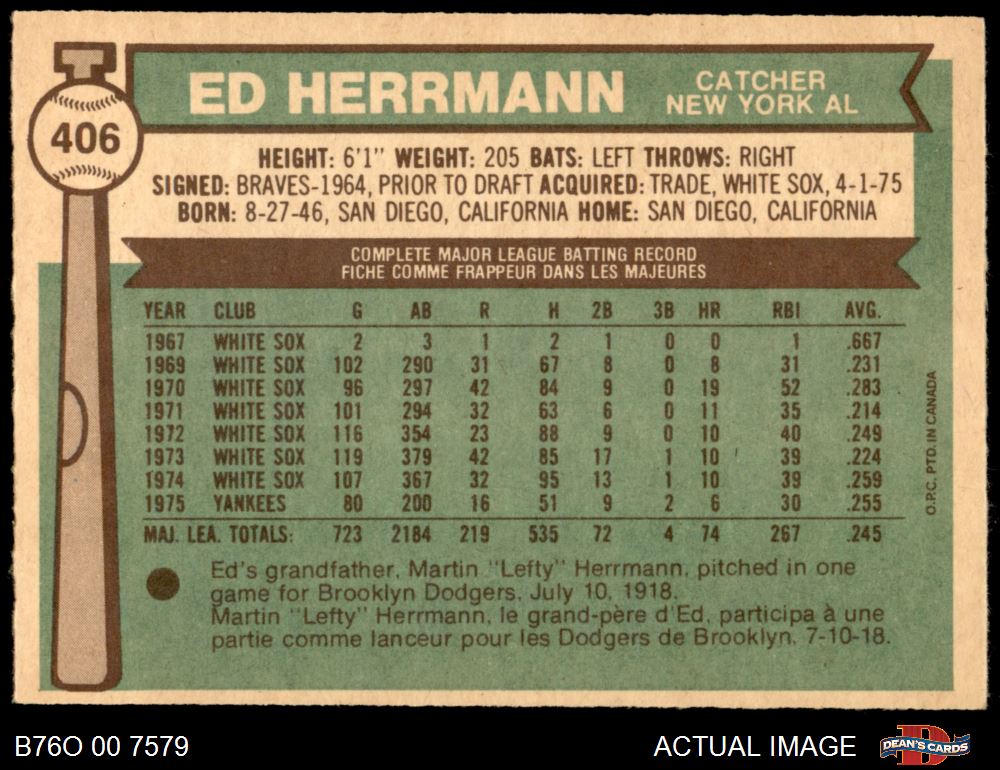 ED HERRMANN
CATCHER
NEW YORK AL
406
HEIGHT: 6'1" WEIGHT: 205 BATS: LEFT THROWS: RIGHT
SIGNED: BRAVES-1964, PRIOR TO DRAFT ACQUIRED: TRADE, WHITE SOX, 4-1-75
BORN: 8-27-46, SAN DIEGO, CALIFORNIA HOME: SAN DIEGO, CALIFORNIA
COMPLETE MAJOR LEAGUE BATTING RECORD
FICHE COMME FRAPPEUR DANS LES MAJEURES
YEAR CLUB G AB R H 2B 3B HR RBI AVG.
1967 WHITE SOX 2 3 1 2 1 0 0 1 .667
1969 WHITE SOX 102 290 31 67 8 0 8 31 .231
1970 WHITE SOX 96 297 42 84 9 0 19 52 .283
1971 WHITE SOX 101 294 32 63 6 0 11 35 .214
1972 WHITE SOX 116 354 23 88 9 0 10 40 .249
1973 WHITE SOX 119 379 42 85 17 1 10 39 .224
1974 WHITE SOX 107 367 32 95 13 1 10 39 .259
1975 YANKEES 80 200 16 51 9 2 6 30 .255
MAJ. LEA. TOTALS: 723 2184 219 535 72 4 74 267 .245
O.P.C. PTD. IN CANADA
Ed's grandfather, Martin "Lefty" Herrmann, pitched in one
game for Brooklyn Dodgers, July 10, 1918.
Martin "Lefty" Herrmann, le grand-père d'Ed, participa à une
partie comme lanceur pour les Dodgers de Brooklyn, 7-10-18.
B76O 00 7579
ACTUAL IMAGE
D
DEAN'S CARDS